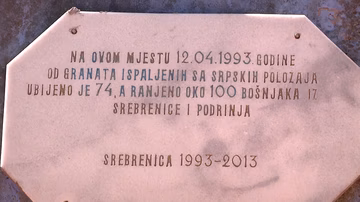 NA OVOM MJESTU 12.04.1993. GODINE
OD GRANATA ISPALJENIH SA SRPSKIH POLOŽAJA
UBIJENO JE 74, A RANJENO OKO 100 BOŠNJAKA IZ
SREBRENICE I PODRINJA
SREBRENICA 1993-2013